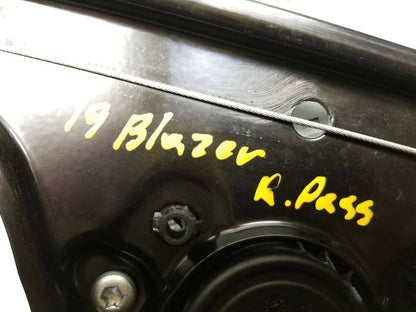 19 Blazer
R. Pass